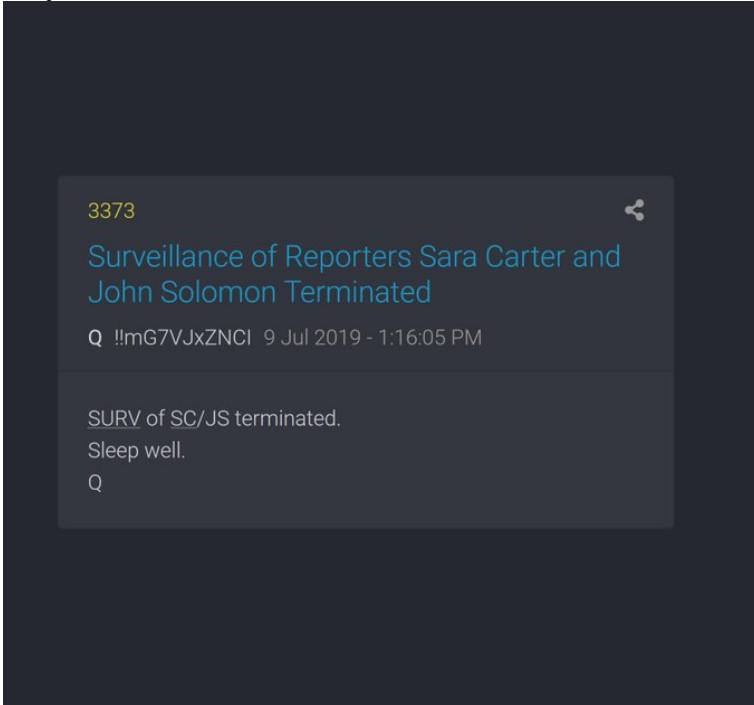 3373
Surveillance of Reporters Sara Carter and
John Solomon Terminated
Q !!mG7VJxZNCI 9 Jul 2019 - 1:16:05 PM
SURV of SC/JS terminated.
Sleep well.
Q